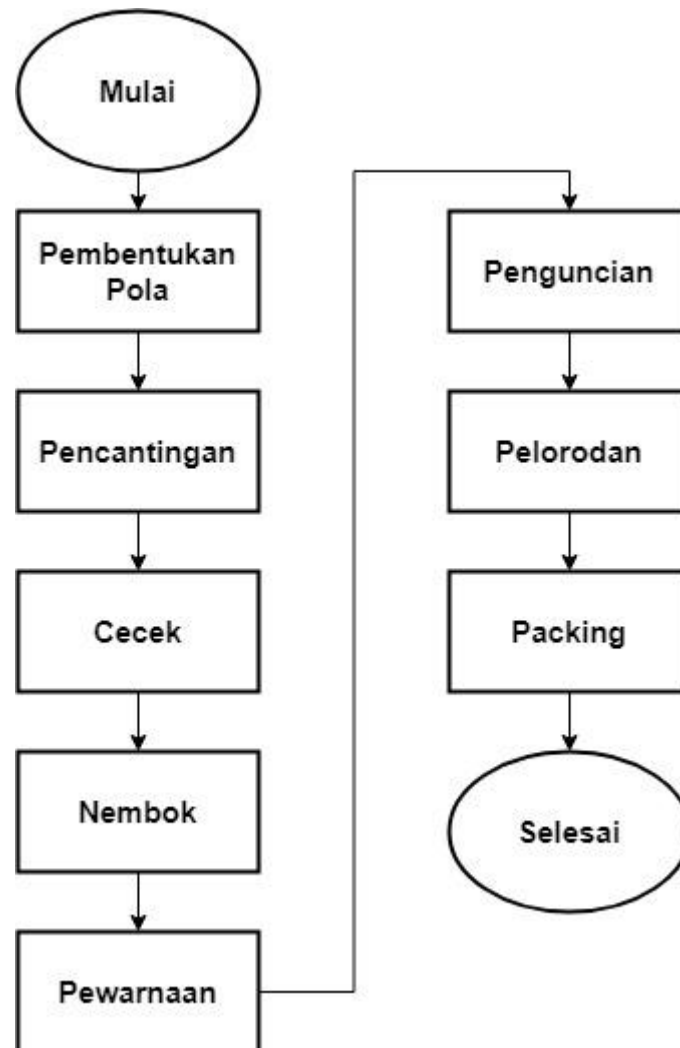 Mulai
Pembentukan
Pola
Pencantingan
Cecek
Nembok
Pewarnaan
Penguncian
Pelorodan
Packing
Selesai